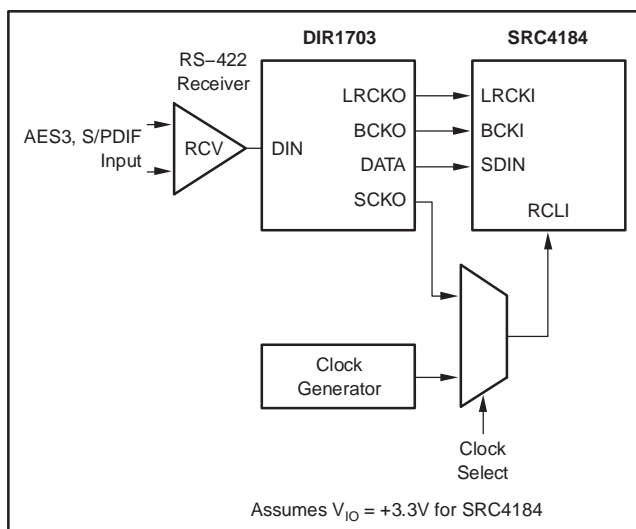 DIR1703
SRC4184
RS–422
Receiver
AES3, S/PDIF
Input
RCV
DIN
LRCKO
BCKO
DATA
SCKO
LRCKI
BCKI
SDIN
RCLI
Clock
Generator
Clock
Select
Assumes VIO = +3.3V for SRC4184